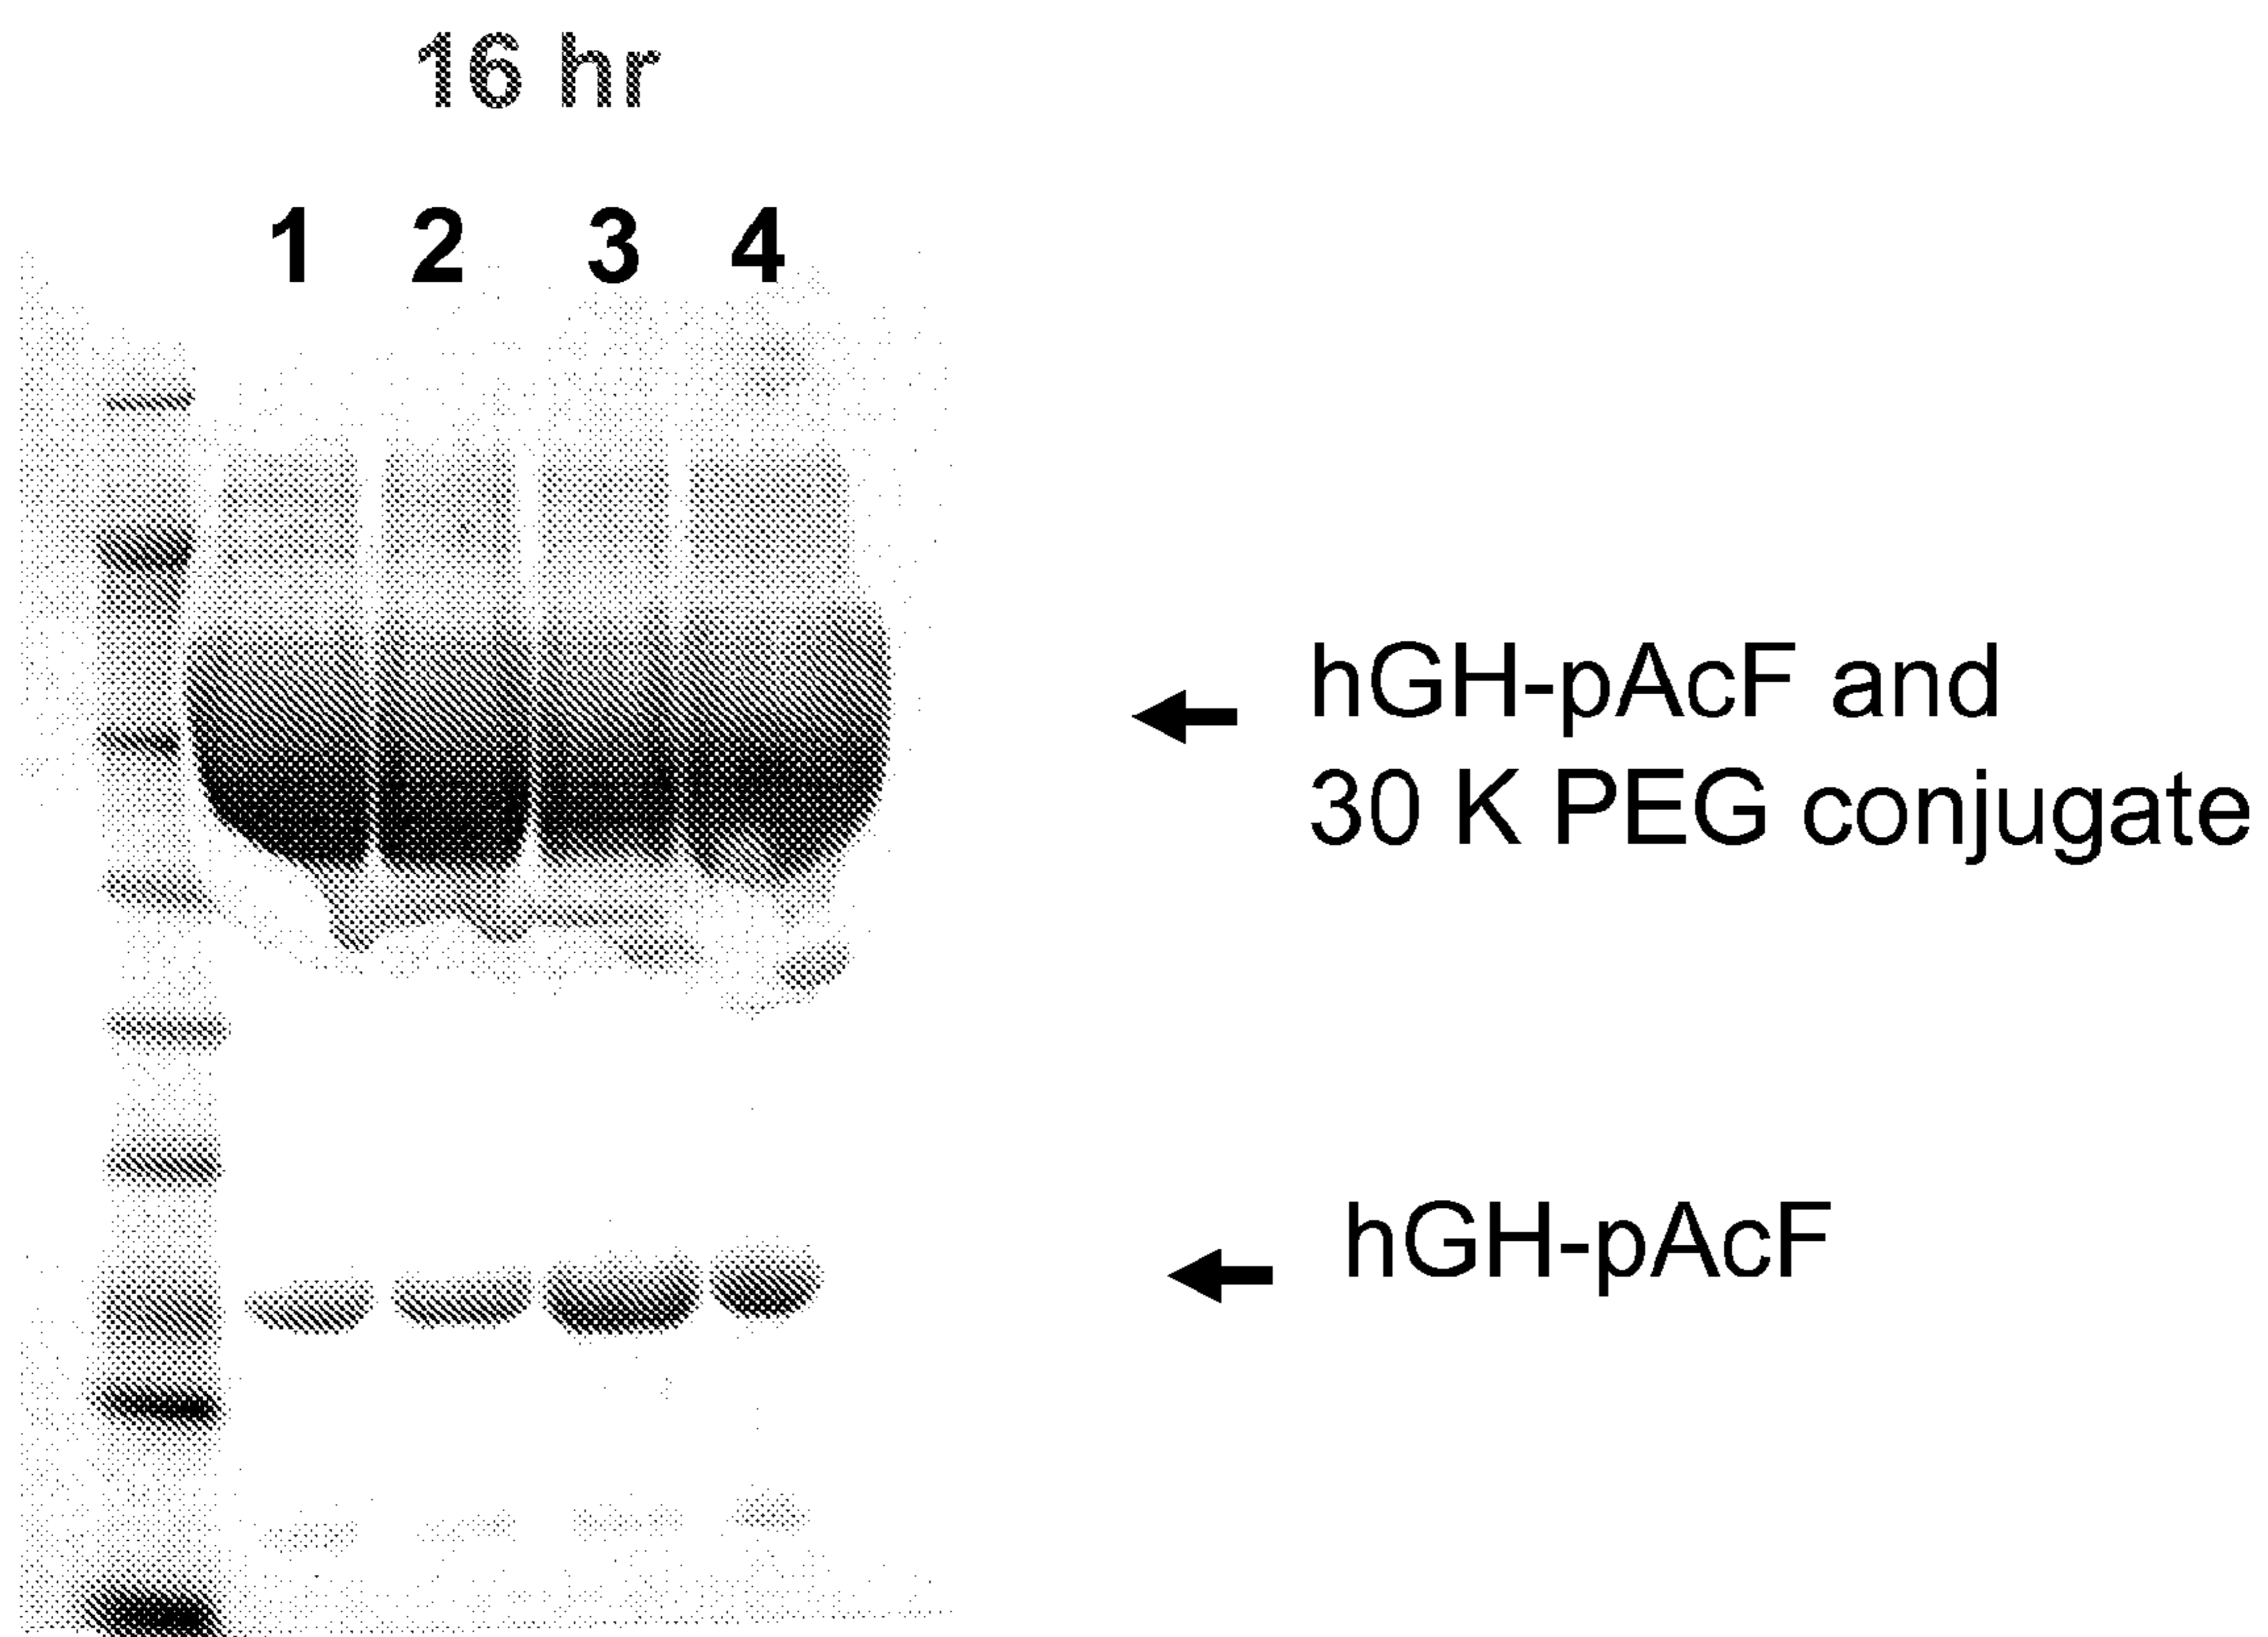 16 hr
1 2 3 4
hGH-pAcF and
30 K PEG conjugate
hGH-pAcF